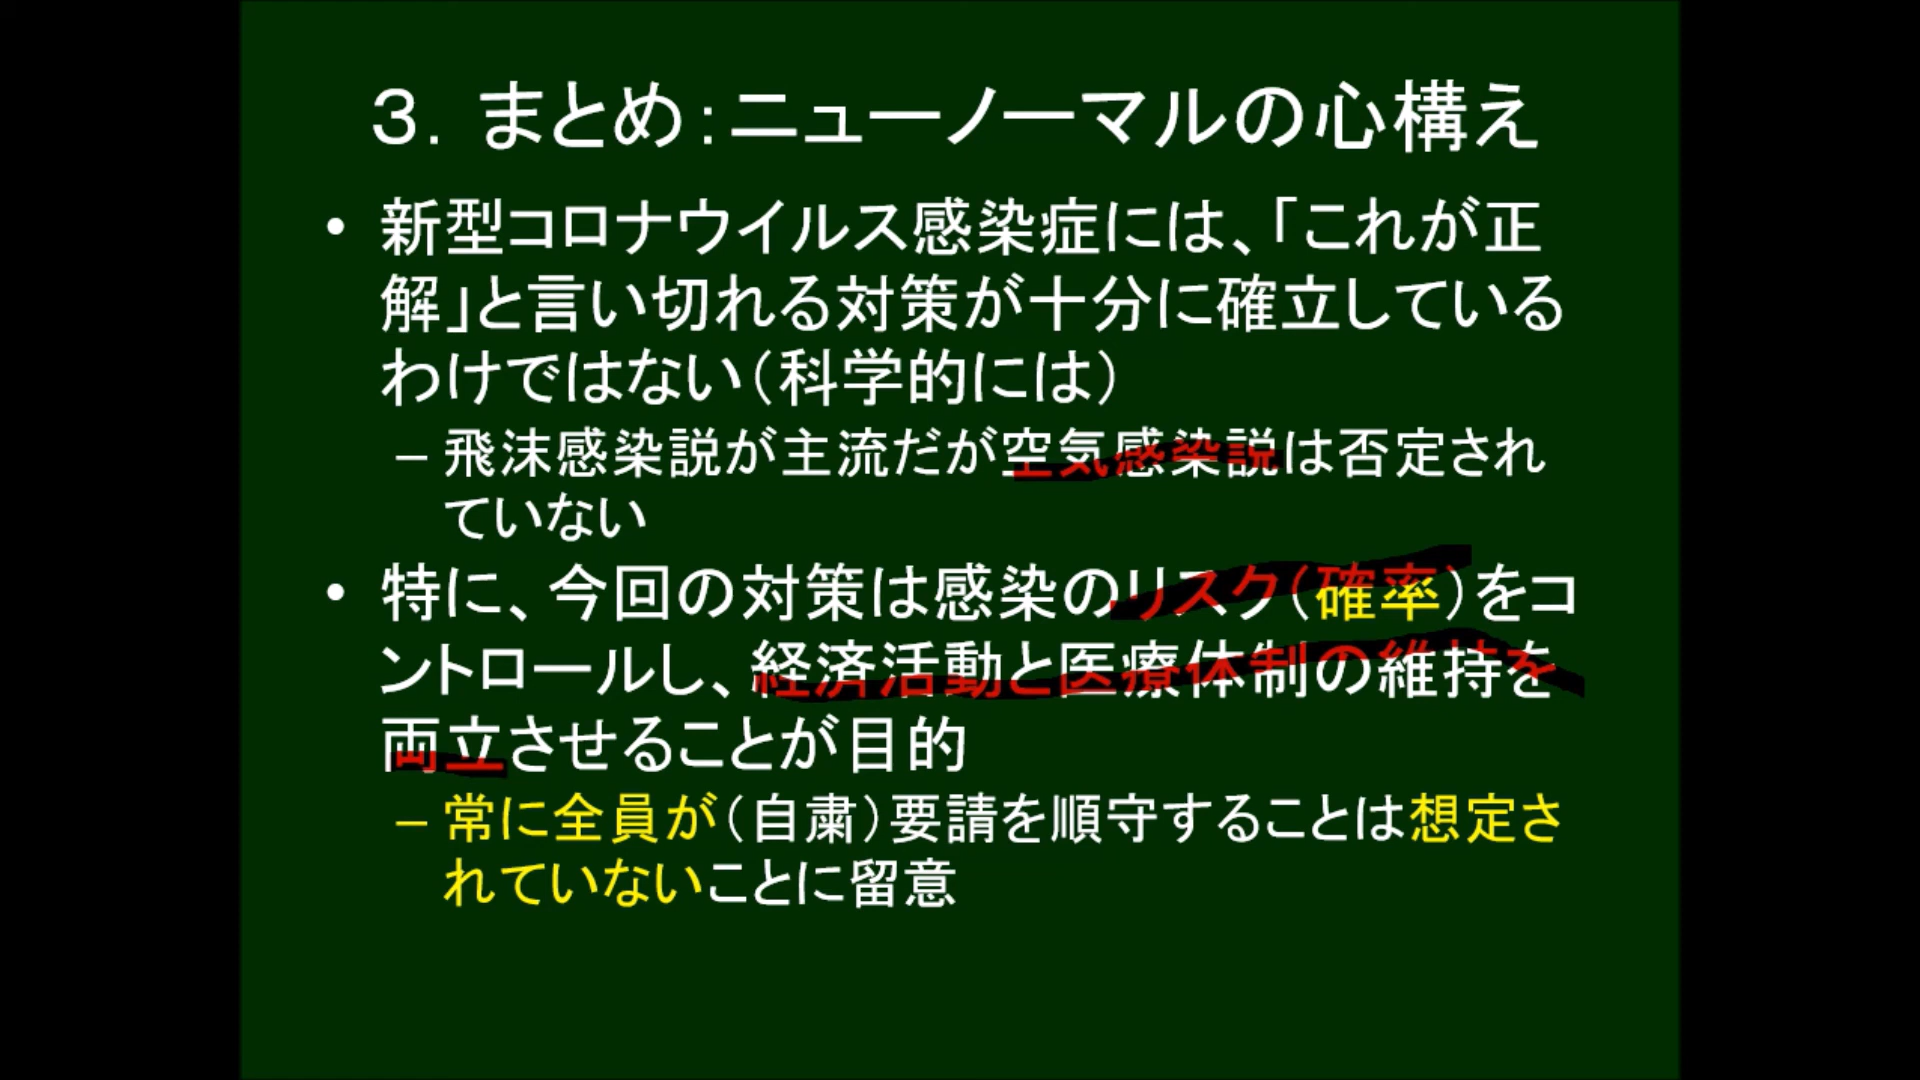 ３．まとめ：ニューノーマルの心構え
• 新型コロナウイルス感染症には、「これが正
解」と言い切れる対策が十分に確立している
わけではない（科学的には）
– 飛沫感染説が主流だが空気感染説は否定され
ていない
• 特に、今回の対策は感染のリスク（確率）をコ
ントロールし、経済活動と医療体制の維持を
両立させることが目的
– 常に全員が（自粛）要請を順守することは想定さ
れていないことに留意